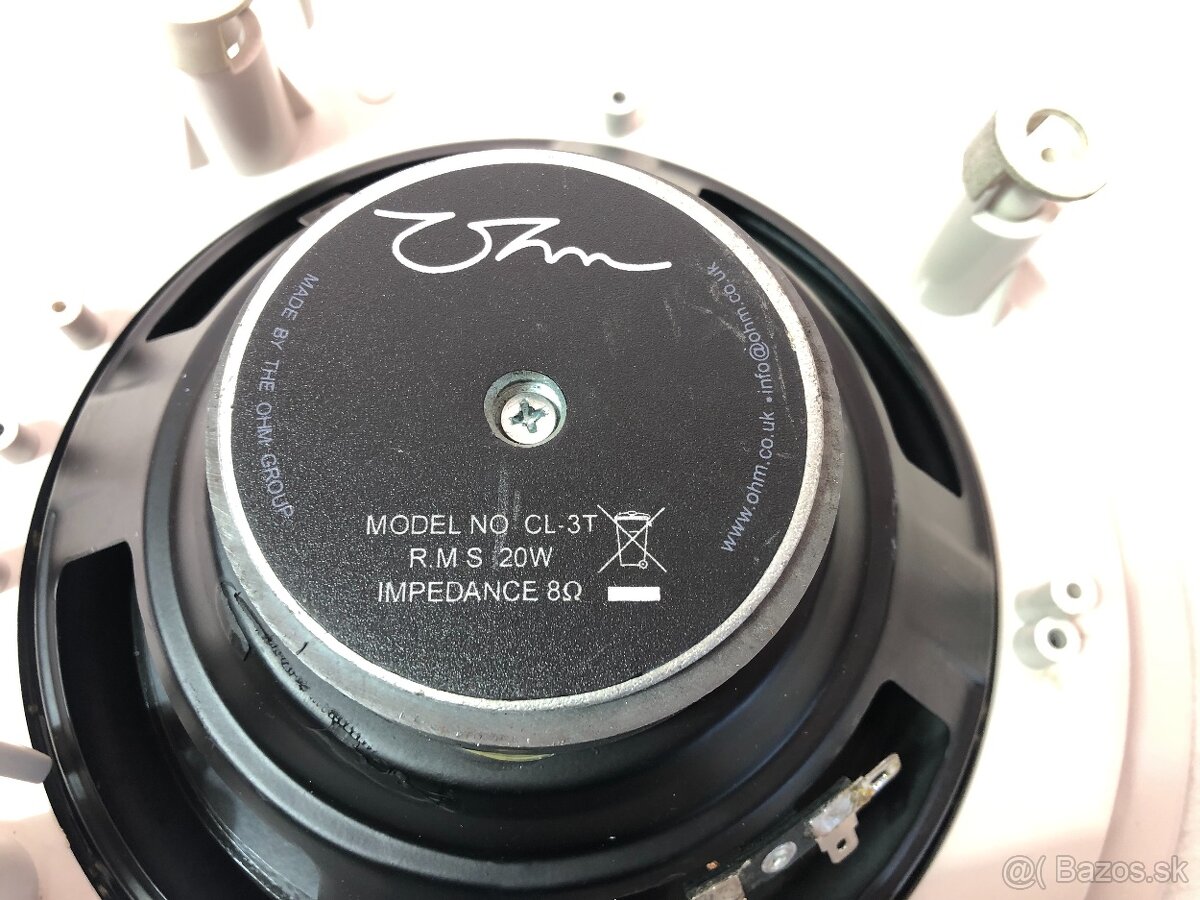 Ohm
MADE BY THE OHM GROUP
www.ohm.co.uk • info@ohm.co.uk
MODEL NO CL-3T
R.M S 20W
IMPEDANCE 8Ω
@( Bazos.sk